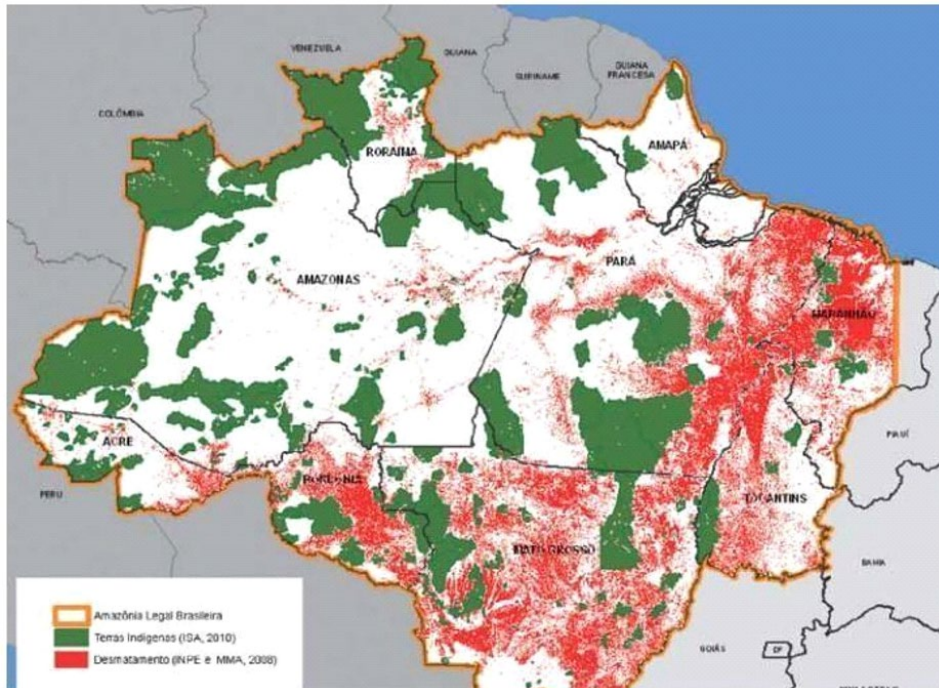 VENEZUELA
GUIANA
SURINAME
GUIANA
FRANCESA
COLÔMBIA
RORAIMA
AMAPÁ
AMAZONAS
PARÁ
MARANHÃO
ACRE
PIAUÍ
PERU
RONDÔNIA
TOCANTINS
MATO GROSSO
BAHIA
GOIÁS
DF
Amazônia Legal Brasileira
Terras Indígenas (ISA, 2010)
Desmatamento (INPE e MMA, 2008)